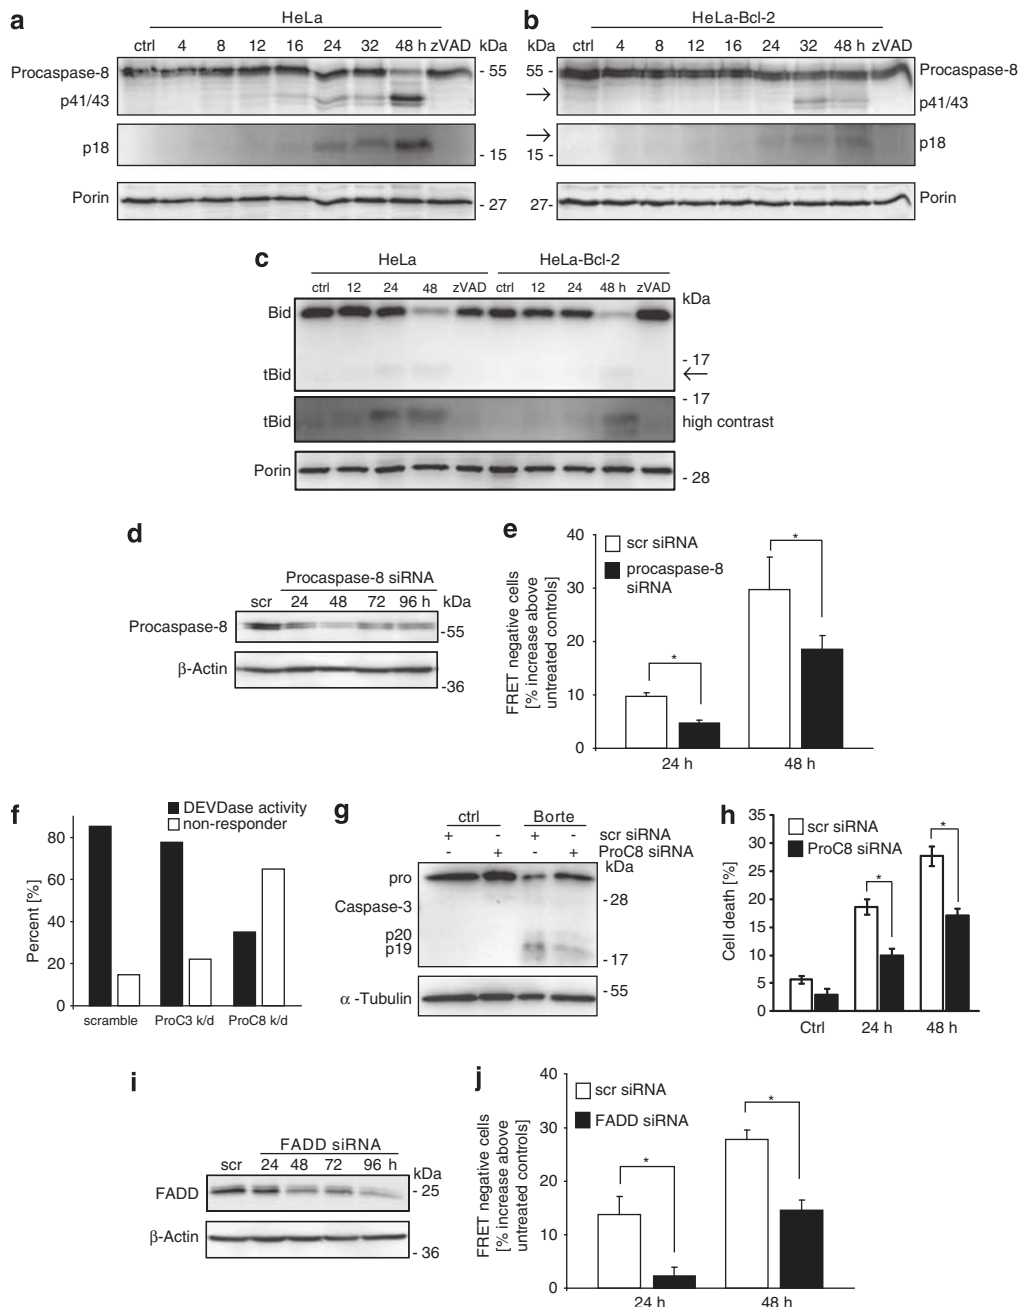 a
HeLa
ctrl 4 8 12 16 24 32 48 h zVAD kDa
Procaspase-8
- 55
p41/43
p18
- 15
Porin
- 27
b
HeLa-Bcl-2
kDa ctrl 4 8 12 16 24 32 48 h zVAD
55 -
Procaspase-8
→
p41/43
→
15 -
p18
27-
Porin
c
HeLa HeLa-Bcl-2
ctrl 12 24 48 zVAD ctrl 12 24 48 h zVAD
kDa
Bid
- 17
tBid
←
- 17
tBid
high contrast
Porin
- 28
d
Procaspase-8 siRNA
scr 24 48 72 96 h kDa
Procaspase-8
-55
β-Actin
-36
e
FRET negative cells
[% increase above
untreated controls]
40
30
20
10
0
scr siRNA
procaspase-8
siRNA
*
*
24 h
48 h
f
DEVDase activity
non-responder
Percent [%]
80
60
40
20
0
scramble ProC3 k/d ProC8 k/d
g
ctrl Borte
+ - + - scr siRNA
- + - + ProC8 siRNA
kDa
pro
- 28
Caspase-3
p20
p19
- 17
α -Tubulin
- 55
h
Cell death [%]
35
30
25
20
15
10
5
0
scr siRNA
ProC8 siRNA
*
*
Ctrl 24 h 48 h
i
FADD siRNA
scr 24 48 72 96 h
kDa
FADD
- 25
β-Actin
- 36
j
FRET negative cells
[% increase above
untreated controls]
40
30
20
10
0
scr siRNA
FADD siRNA
*
*
24 h
48 h